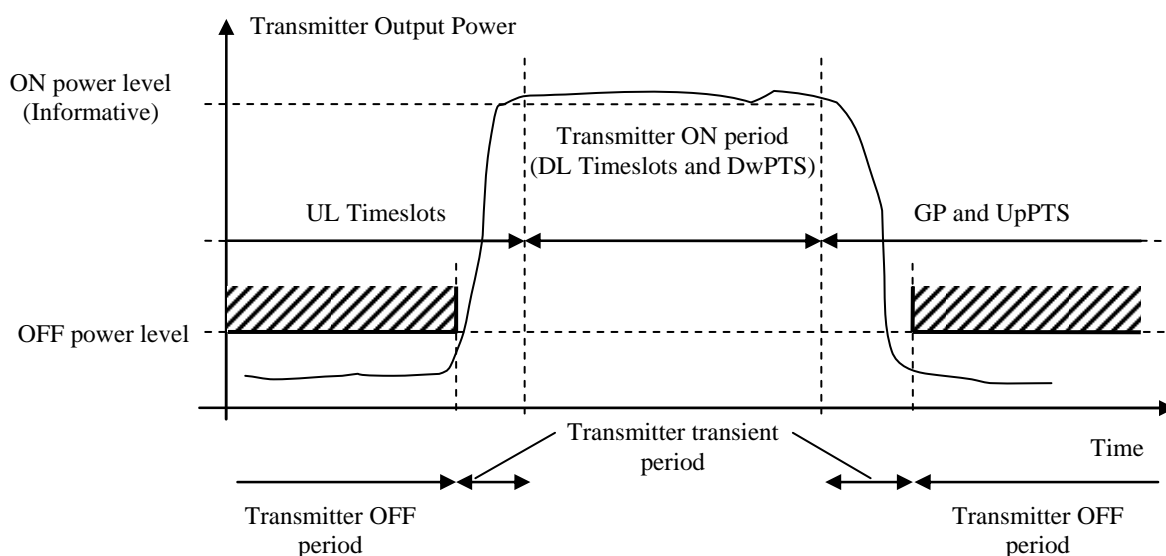 Transmitter Output Power
ON power level
(Informative)
Transmitter ON period
(DL Timeslots and DwPTS)
UL Timeslots
GP and UpPTS
OFF power level
Transmitter transient
period
Time
Transmitter OFF
period
Transmitter OFF
period